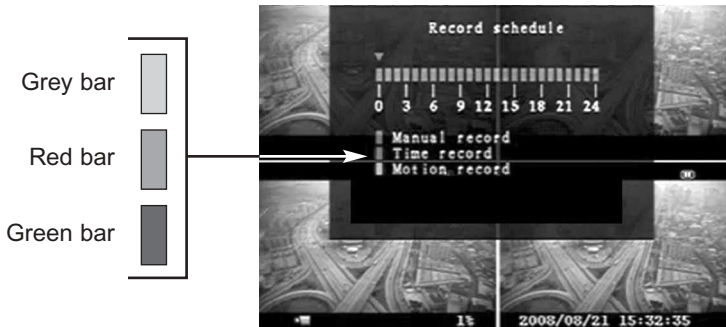 Grey bar
Red bar
Green bar
Record schedule
0 3 6 9 12 15 18 21 24
Manual record
Time record
Motion record
1% 2008/08/21 15:32:35